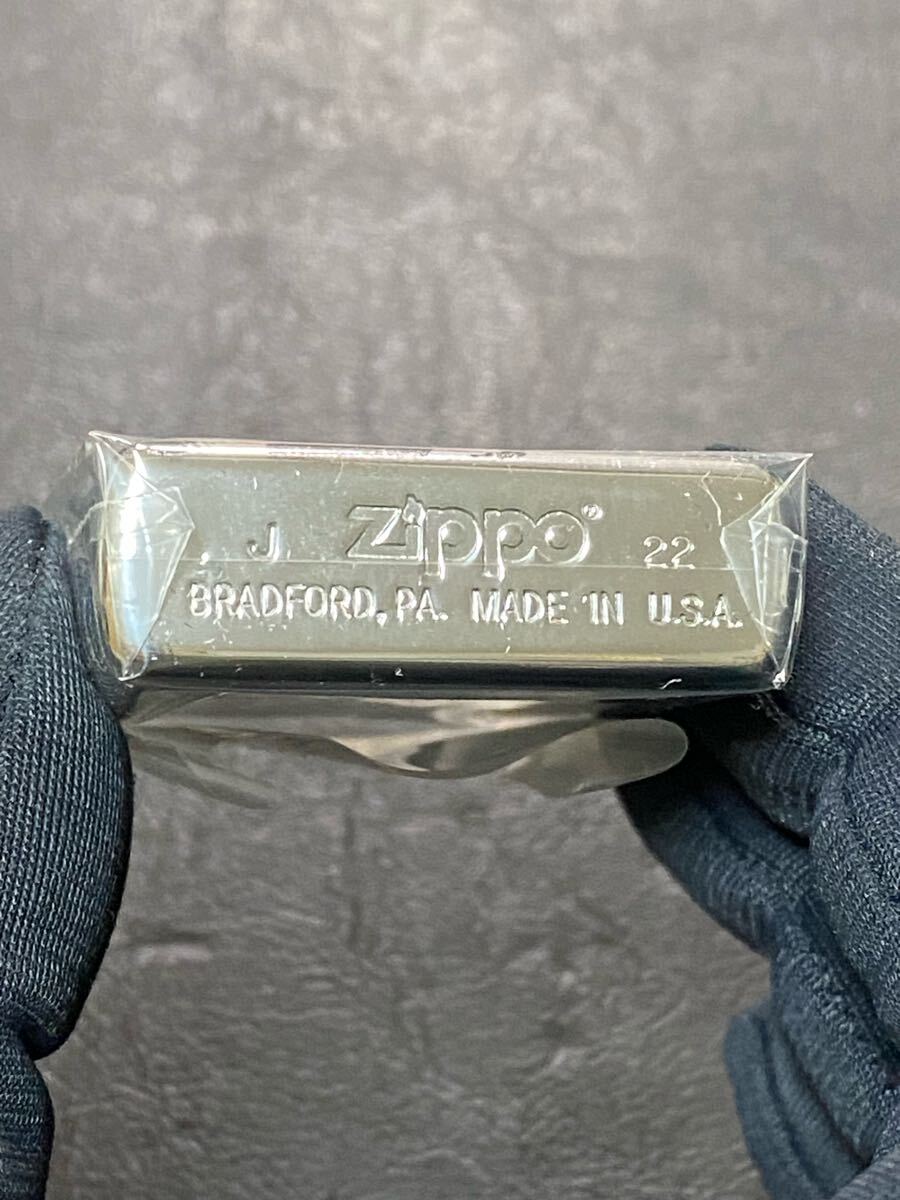 J Zippo® 22
BRADFORD, PA. MADE IN U.S.A.